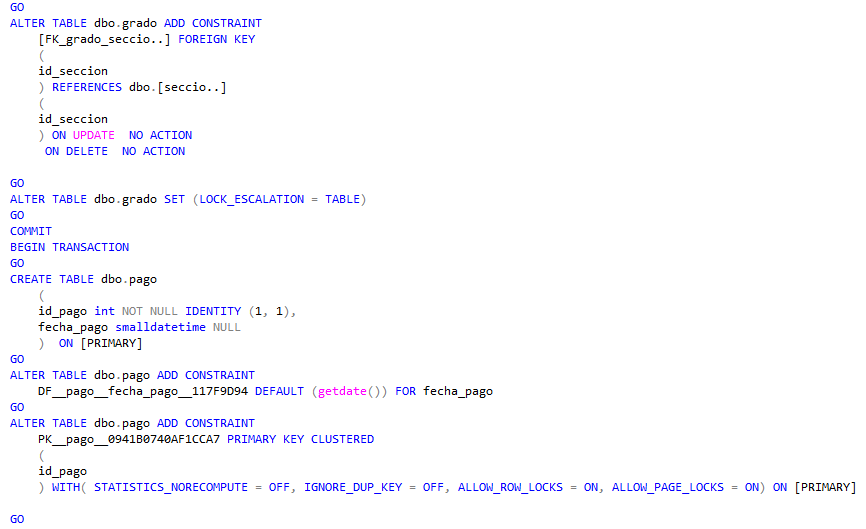 GO
ALTER TABLE dbo.grado ADD CONSTRAINT
    [FK_grado_seccio..] FOREIGN KEY
    (
    id_seccion
    ) REFERENCES dbo.[seccio..]
    (
    id_seccion
    ) ON UPDATE  NO ACTION
     ON DELETE  NO ACTION

GO
ALTER TABLE dbo.grado SET (LOCK_ESCALATION = TABLE)
GO
COMMIT
BEGIN TRANSACTION
GO
CREATE TABLE dbo.pago
    (
    id_pago int NOT NULL IDENTITY (1, 1),
    fecha_pago smalldatetime NULL
    )  ON [PRIMARY]
GO
ALTER TABLE dbo.pago ADD CONSTRAINT
    DF__pago__fecha_pago__117F9D94 DEFAULT (getdate()) FOR fecha_pago
GO
ALTER TABLE dbo.pago ADD CONSTRAINT
    PK__pago__0941B0740AF1CCA7 PRIMARY KEY CLUSTERED
    (
    id_pago
    ) WITH( STATISTICS_NORECOMPUTE = OFF, IGNORE_DUP_KEY = OFF, ALLOW_ROW_LOCKS = ON, ALLOW_PAGE_LOCKS = ON) ON [PRIMARY]

GO